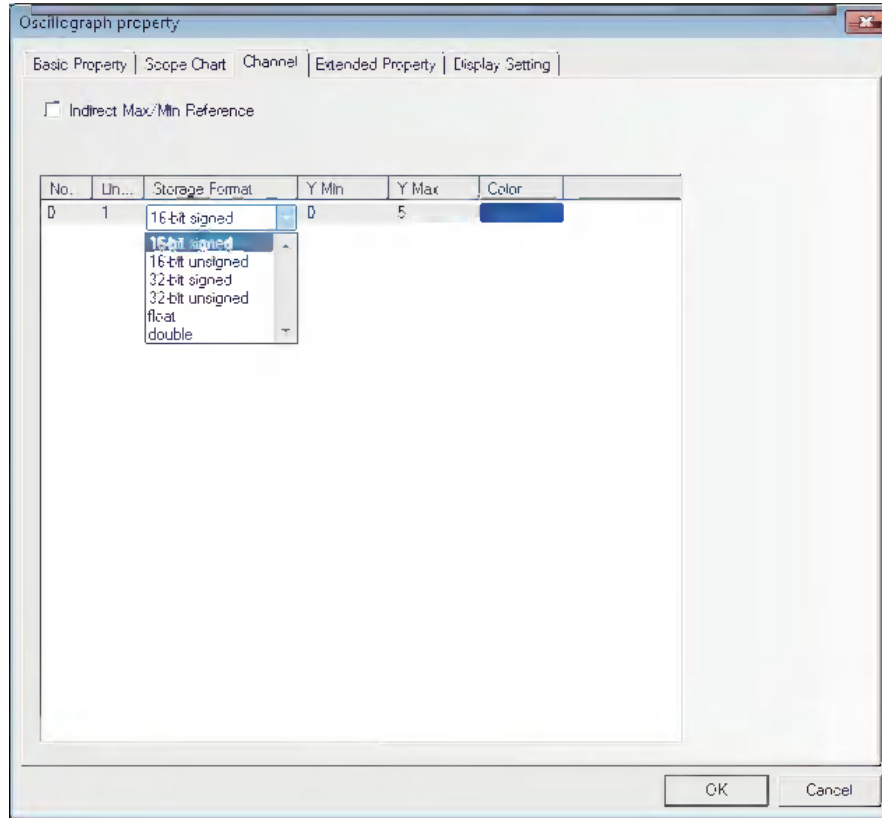 Oscillograph property
Basic Property Scope Chart Channel Extended Property Display Setting
Indirect Max/Min Reference
No. Lin... Storage Format Y Min Y Max Color
0 1 16-bit signed 0 5
16-bit signed
16-bit unsigned
32-bit signed
32-bit unsigned
float
double
OK Cancel